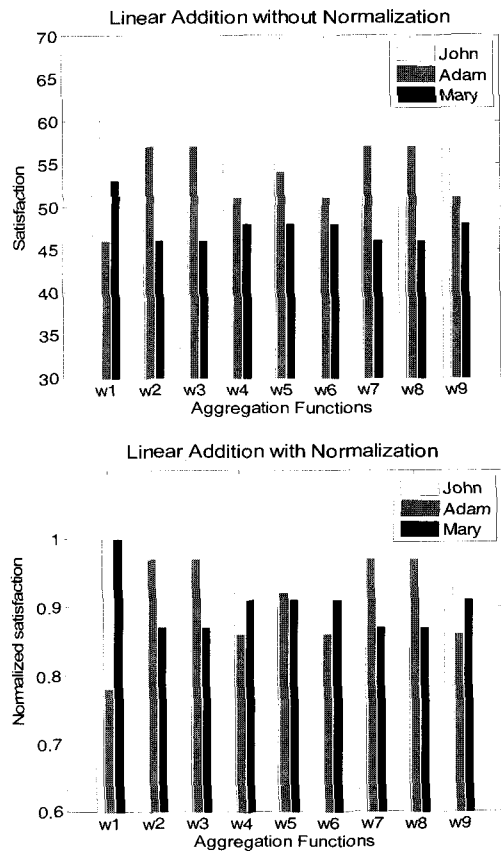 Linear Addition without Normalization
70
65
60
55
50
45
40
35
30
Satisfaction
John
Adam
Mary
w1 w2 w3 w4 w5 w6 w7 w8 w9
Aggregation Functions
Linear Addition with Normalization
1
0.9
0.8
0.7
0.6
Normalized satisfaction
John
Adam
Mary
w1 w2 w3 w4 w5 w6 w7 w8 w9
Aggregation Functions